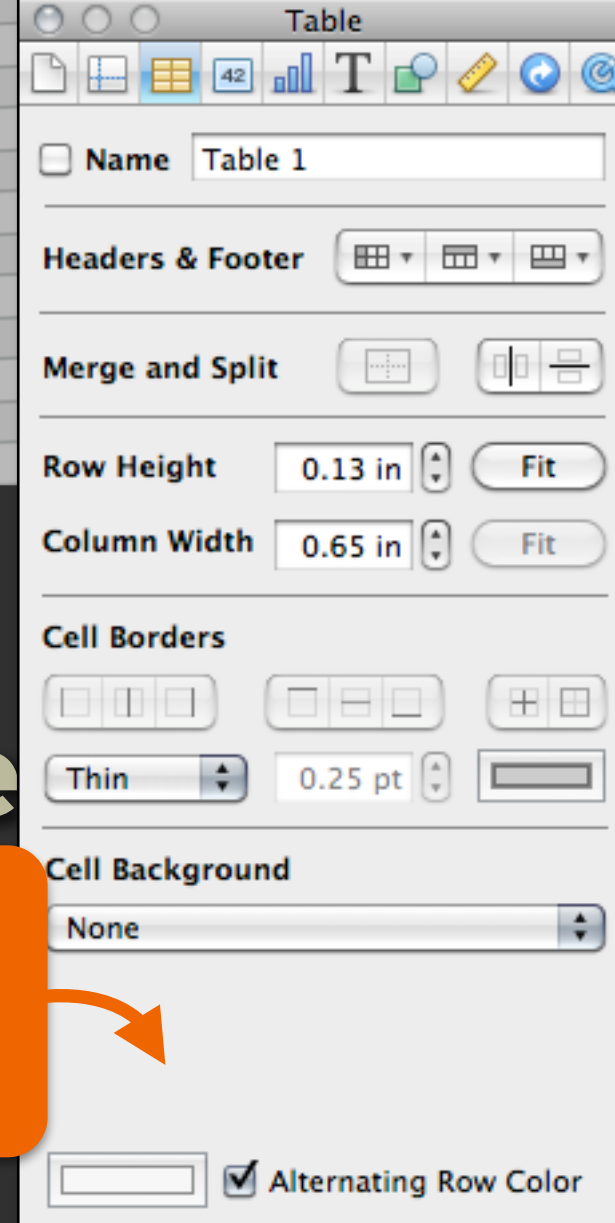 Table
42
Name Table 1
Headers & Footer
Merge and Split
Row Height 0.13 in Fit
Column Width 0.65 in Fit
Cell Borders
Thin 0.25 pt
e
Cell Background
None
Alternating Row Color